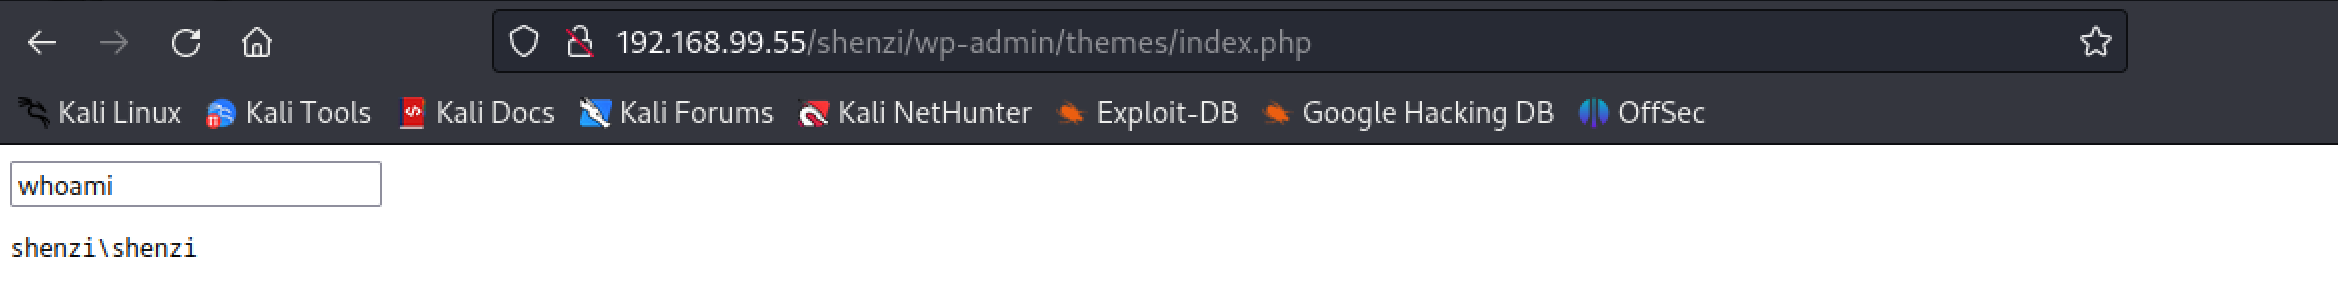 192.168.99.55/shenzi/wp-admin/themes/index.php
Kali Linux Kali Tools Kali Docs Kali Forums Kali NetHunter Exploit-DB Google Hacking DB OffSec
whoami
shenzi\shenzi